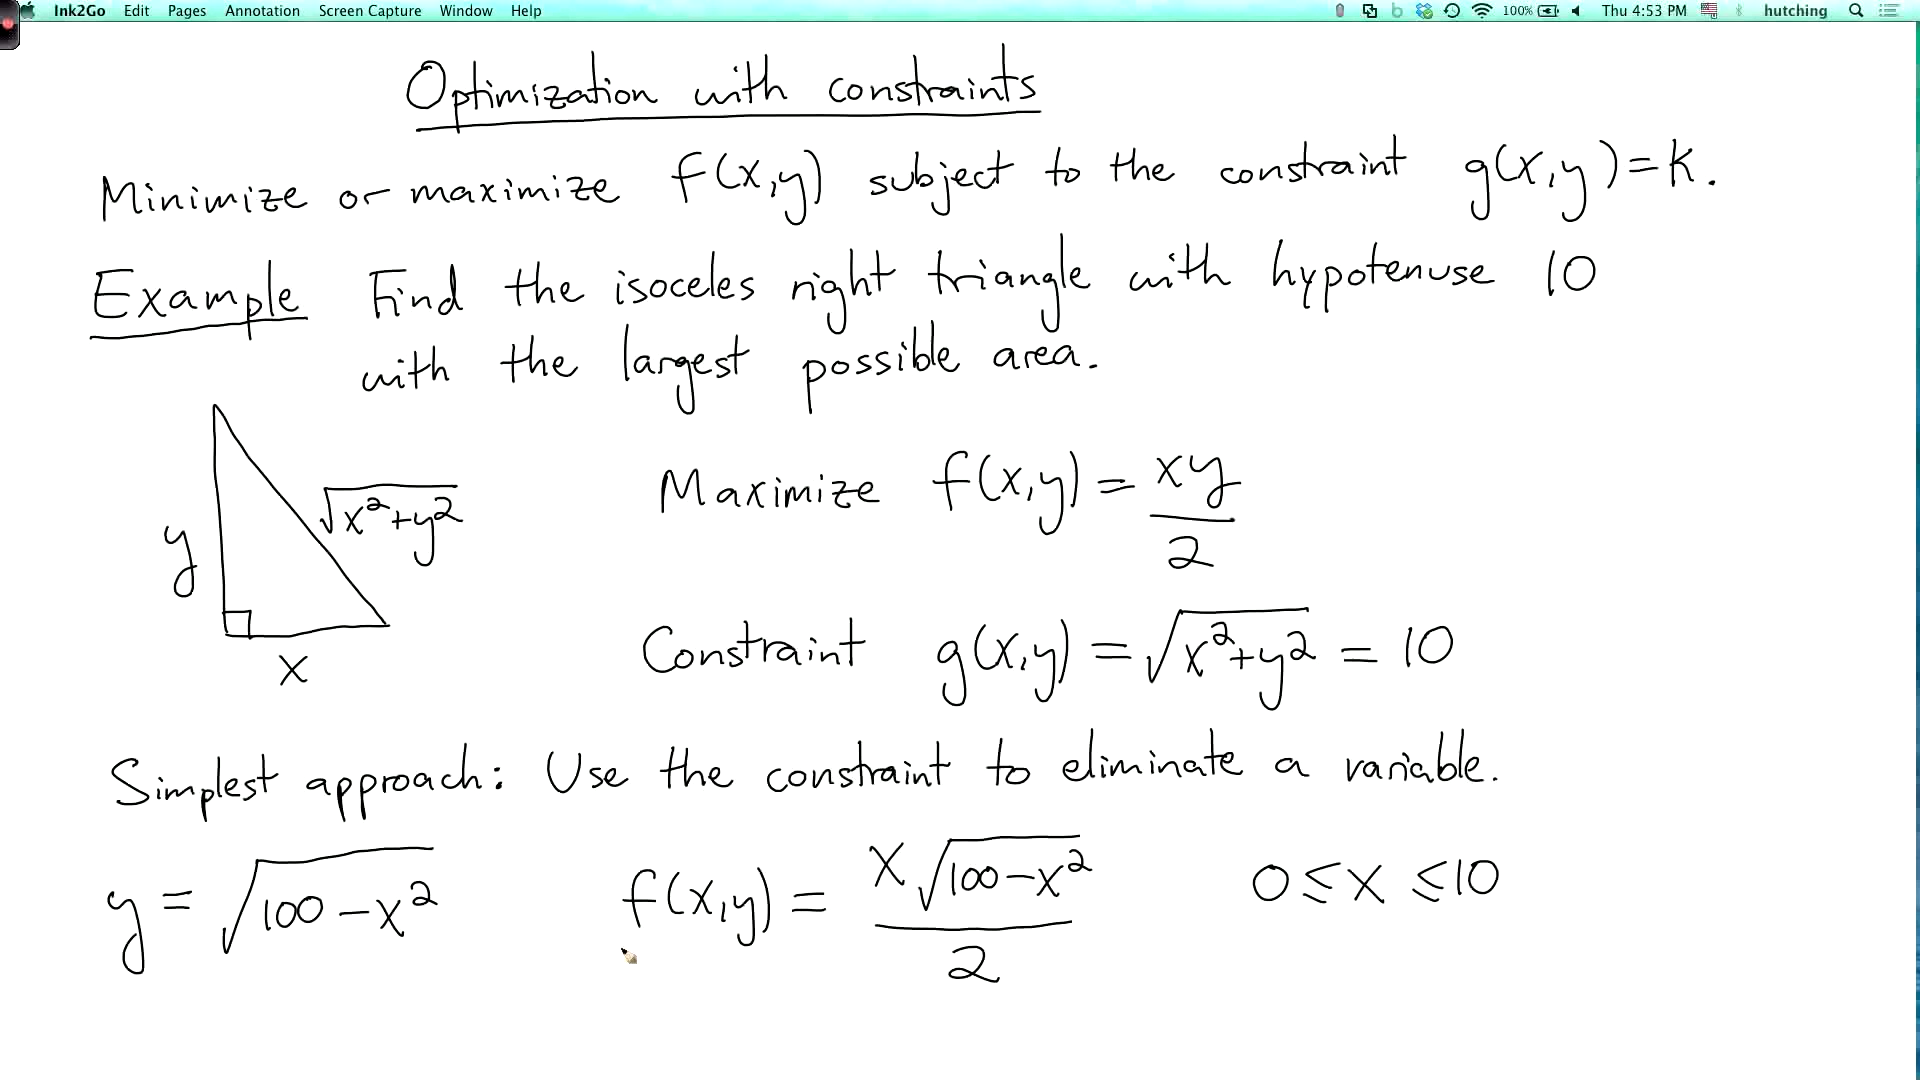 Ink2Go Edit Pages Annotation Screen Capture Window Help 100% Thu 4:53 PM hutching
Optimization with constraints
Minimize or maximize f(x,y) subject to the constraint g(x,y)=K.
Example Find the isoceles right triangle with hypotenuse 10
with the largest possible area.
y √x²+y²
x
Maximize f(x,y) = xy/2
Constraint g(x,y) = √x²+y² = 10
Simplest approach: Use the constraint to eliminate a variable.
y = √100-x² f(x,y) = x√100-x²/2 0≤x≤10